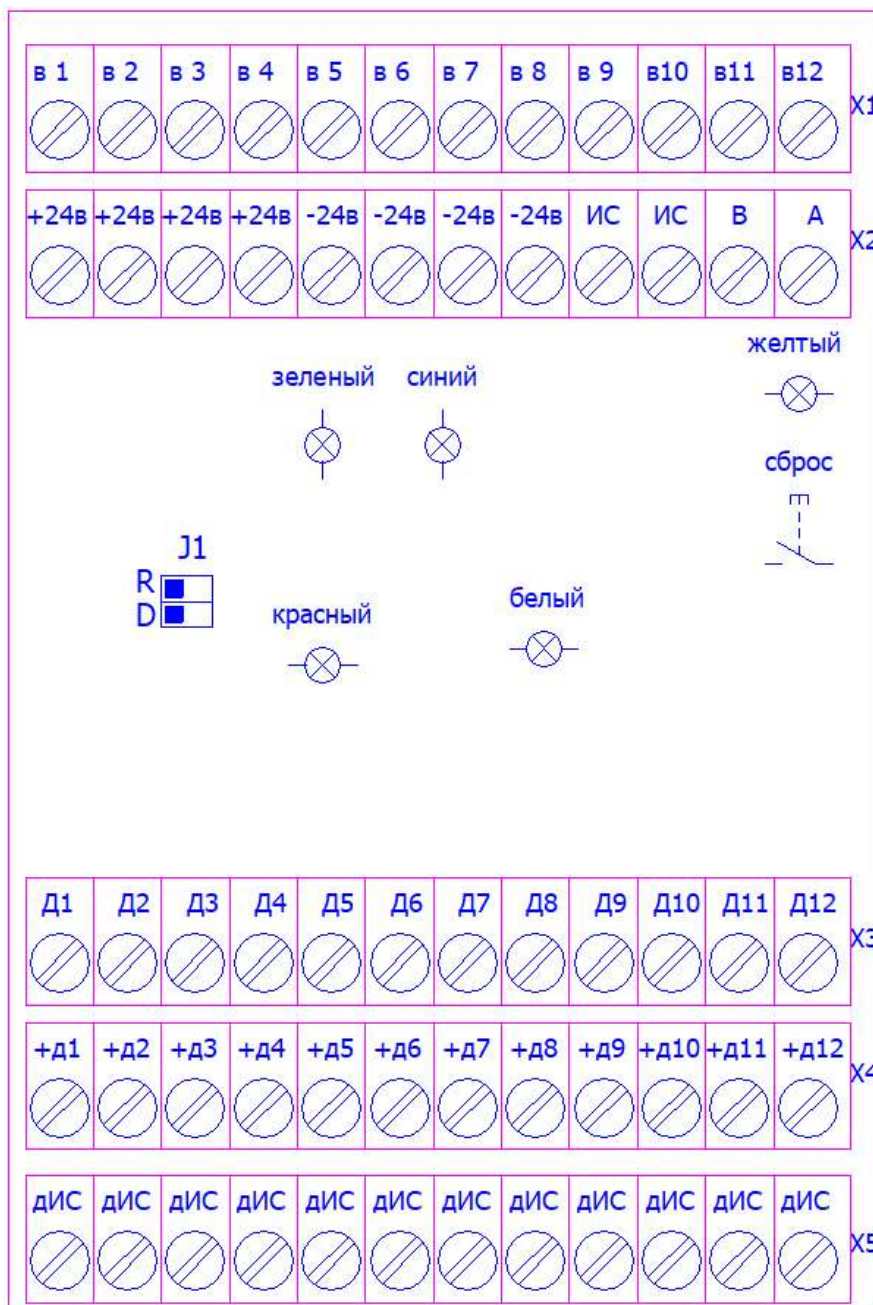 в 1 в 2 в 3 в 4 в 5 в 6 в 7 в 8 в 9 в10 в11 в12 X1
+24в +24в +24в +24в -24в -24в -24в -24в ИС ИС В А X2
желтый
зеленый синий
сброс
J1
R
D
белый
красный
Д1 Д2 Д3 Д4 Д5 Д6 Д7 Д8 Д9 Д10 Д11 Д12 X3
+д1 +д2 +д3 +д4 +д5 +д6 +д7 +д8 +д9 +д10 +д11 +д12 X4
дИС дИС дИС дИС дИС дИС дИС дИС дИС дИС дИС дИС X5